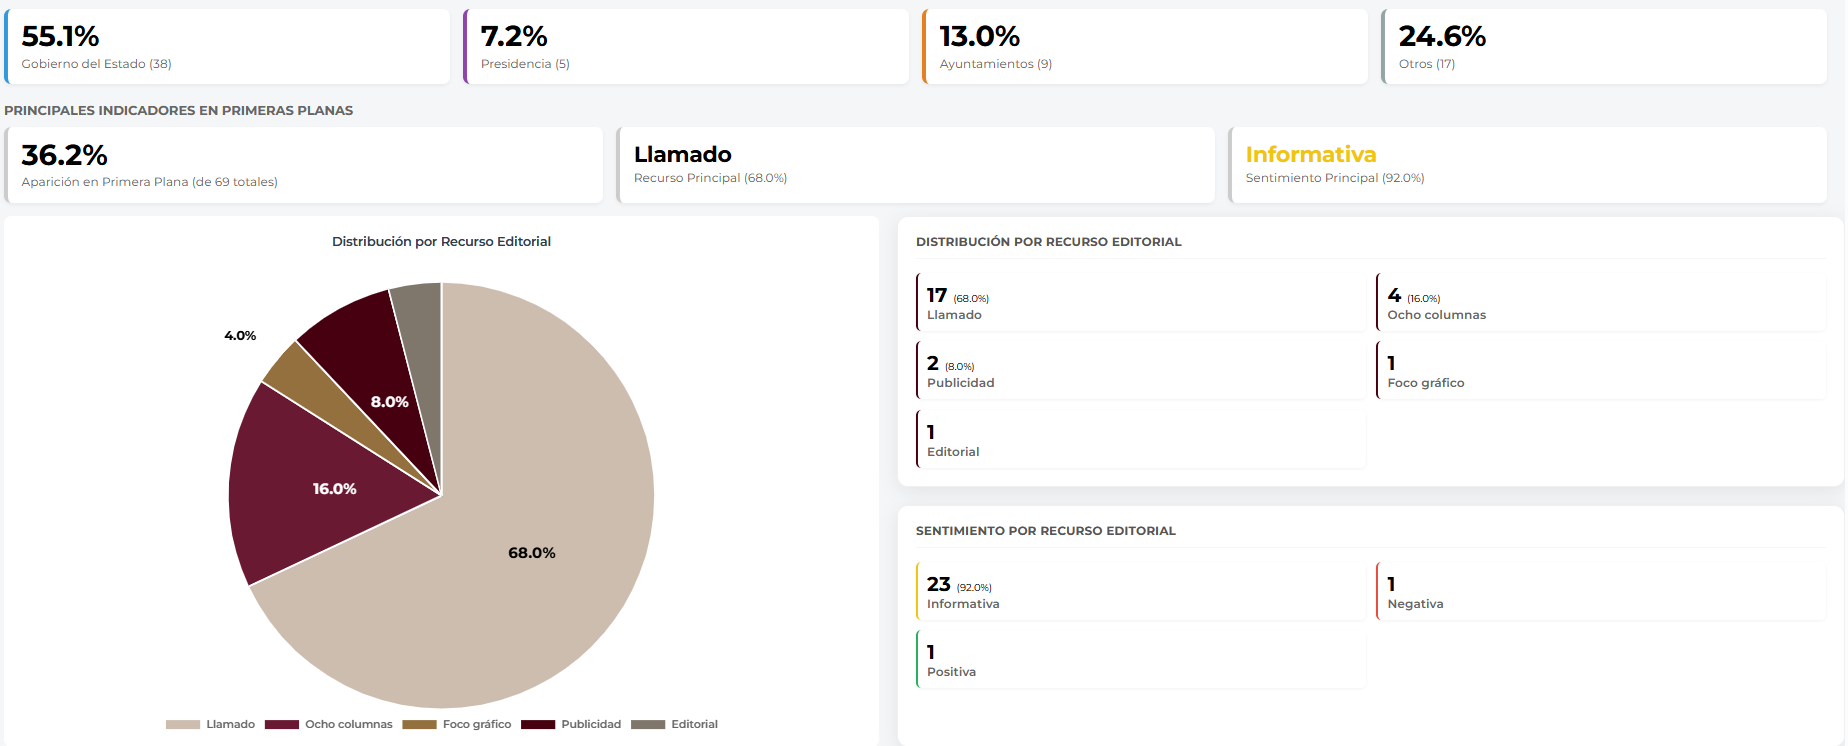 55.1%
Gobierno del Estado (38)
7.2%
Presidencia (5)
13.0%
Ayuntamientos (9)
24.6%
Otros (17)
PRINCIPALES INDICADORES EN PRIMERAS PLANAS
36.2%
Aparición en Primera Plana (de 69 totales)
Llamado
Recurso Principal (68.0%)
Informativa
Sentimiento Principal (92.0%)
Distribución por Recurso Editorial
4.0%
8.0%
16.0%
68.0%
Llamado
Ocho columnas
Foco gráfico
Publicidad
Editorial
DISTRIBUCIÓN POR RECURSO EDITORIAL
17 (68.0%)
Llamado
4 (16.0%)
Ocho columnas
2 (8.0%)
Publicidad
1
Foco gráfico
1
Editorial
SENTIMIENTO POR RECURSO EDITORIAL
23 (92.0%)
Informativa
1
Negativa
1
Positiva